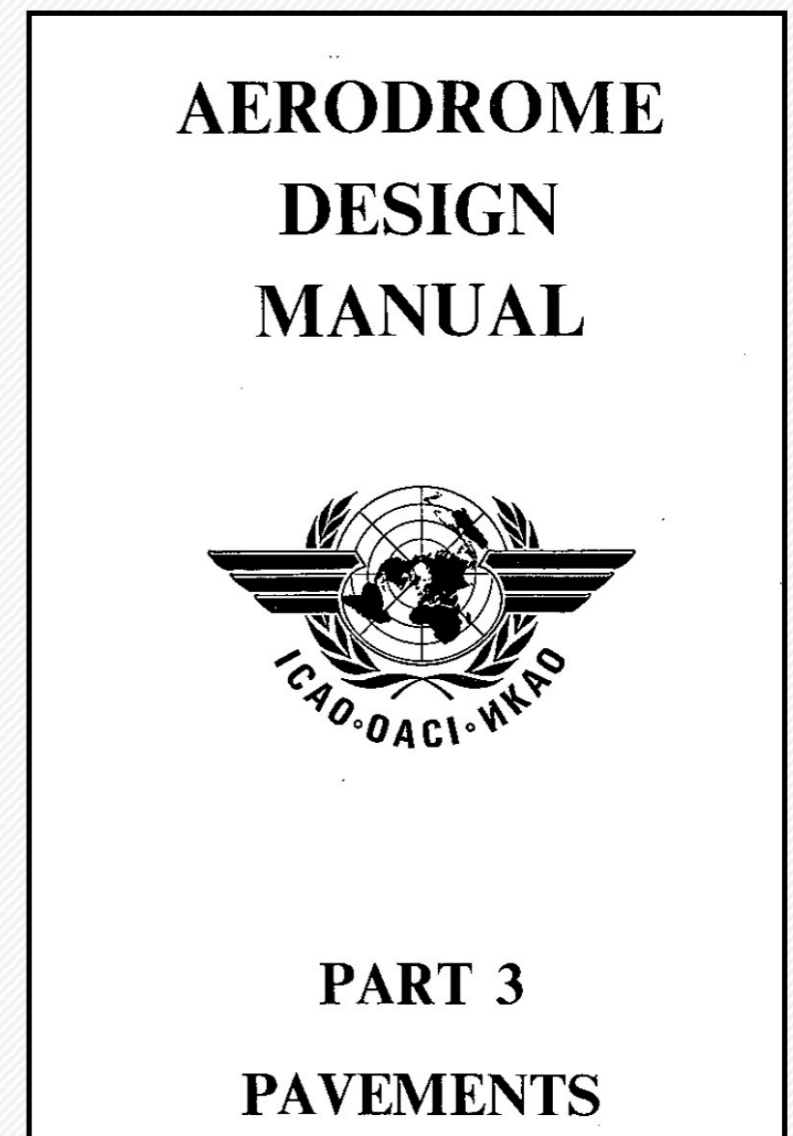 AERODROME
DESIGN
MANUAL
ICAO·OACI·ИКАО
PART 3
PAVEMENTS